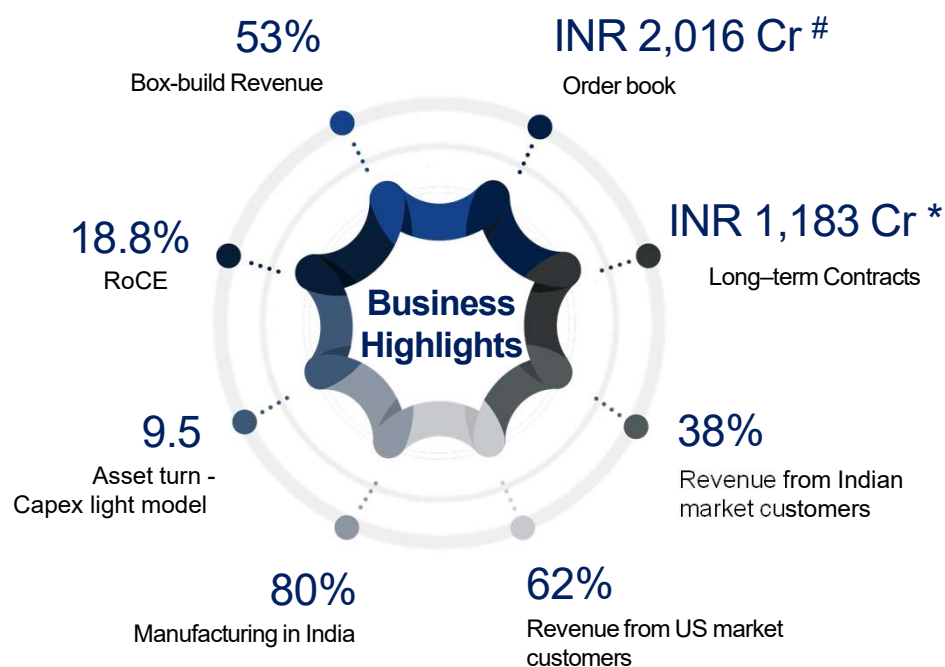 53%
Box-build Revenue
INR 2,016 Cr #
Order book
18.8%
RoCE
INR 1,183 Cr *
Long–term Contracts
Business
Highlights
9.5
Asset turn -
Capex light model
38%
Revenue from Indian
market customers
80%
Manufacturing in India
62%
Revenue from US market
customers